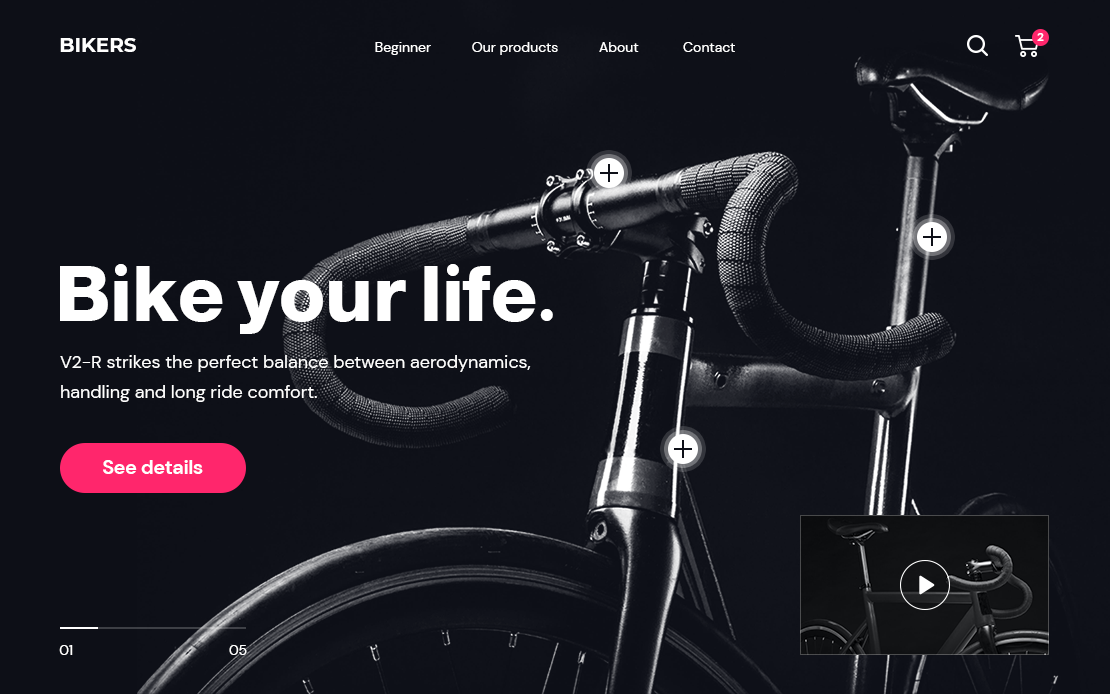 BIKERS
Beginner
Our products
About
Contact
2
Bike your life.
V2-R strikes the perfect balance between aerodynamics,
handling and long ride comfort.
See details
01
05